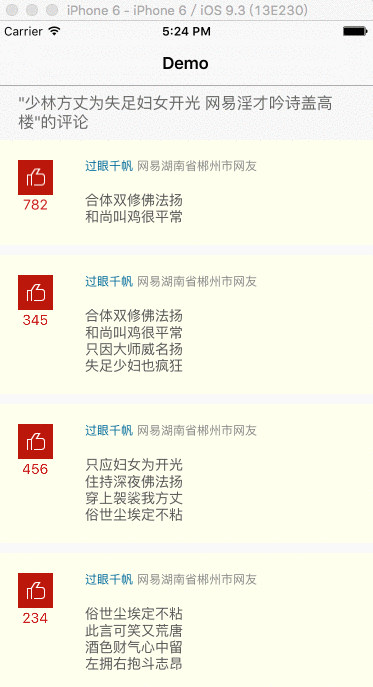 iPhone 6 - iPhone 6 / iOS 9.3 (13E230)
Carrier 5:24 PM
Demo
"少林方丈为失足妇女开光 网易淫才吟诗盖高
楼"的评论
过眼千帆 网易湖南省郴州市网友
合体双修佛法扬
和尚叫鸡很平常
782
过眼千帆 网易湖南省郴州市网友
合体双修佛法扬
和尚叫鸡很平常
只因大师威名扬
失足少妇也疯狂
345
过眼千帆 网易湖南省郴州市网友
只应妇女为开光
住持深夜佛法扬
穿上袈裟我方丈
俗世尘埃定不粘
456
过眼千帆 网易湖南省郴州市网友
俗世尘埃定不粘
此言可笑又荒唐
酒色财气心中留
左拥右抱斗志昂
234